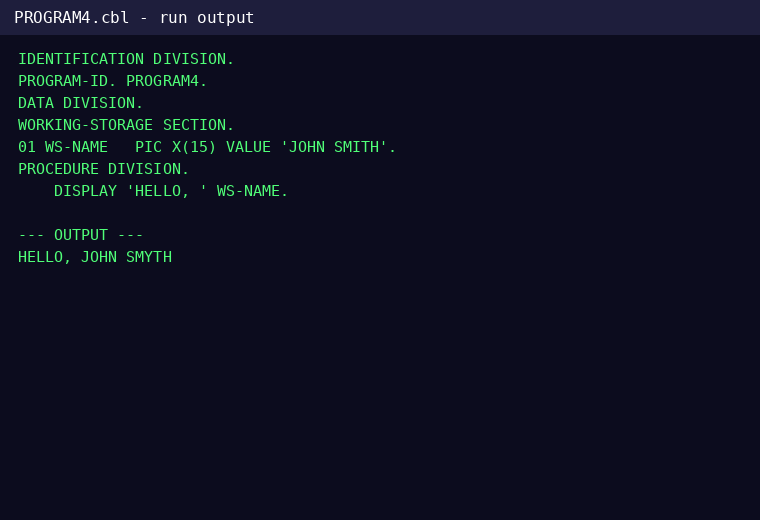 PROGRAM4.cbl - run output
IDENTIFICATION DIVISION.
PROGRAM-ID. PROGRAM4.
DATA DIVISION.
WORKING-STORAGE SECTION.
01 WS-NAME   PIC X(15) VALUE 'JOHN SMITH'.
PROCEDURE DIVISION.
    DISPLAY 'HELLO, ' WS-NAME.
--- OUTPUT ---
HELLO, JOHN SMYTH